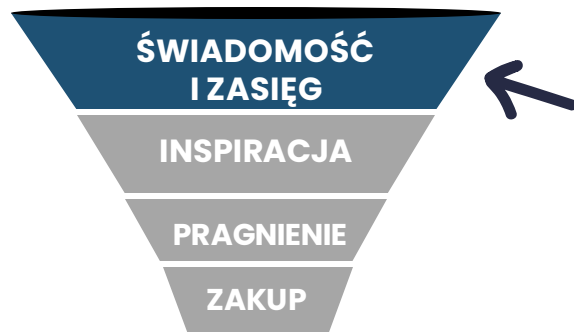 ŚWIADOMOŚĆ
I ZASIĘG
INSPIRACJA
PRAGNIENIE
ZAKUP